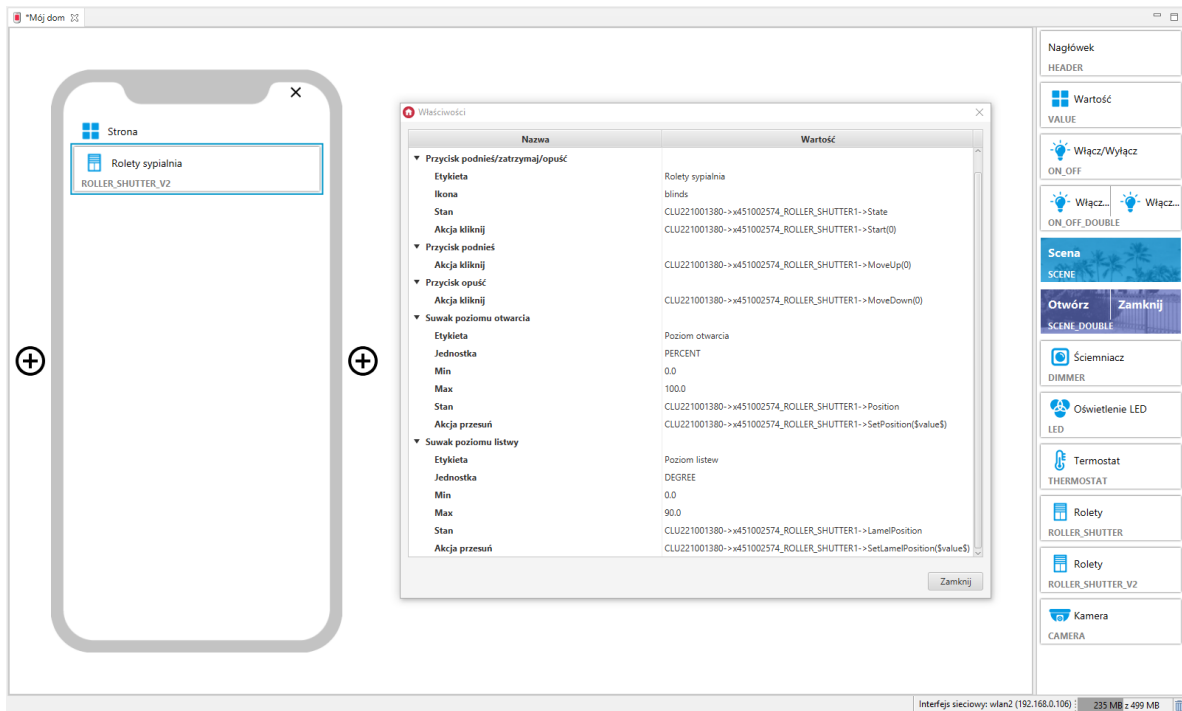 *Mój dom
Strona
Rolety sypialnia
ROLLER_SHUTTER_V2
Właściwości
Nazwa Wartość
Przycisk podnieś/zatrzymaj/opuść
Etykieta Rolety sypialnia
Ikona blinds
Stan CLU221001380->x451002574_ROLLER_SHUTTER1->State
Akcja kliknij CLU221001380->x451002574_ROLLER_SHUTTER1->Start(0)
Przycisk podnieś
Akcja kliknij CLU221001380->x451002574_ROLLER_SHUTTER1->MoveUp(0)
Przycisk opuść
Akcja kliknij CLU221001380->x451002574_ROLLER_SHUTTER1->MoveDown(0)
Suwak poziomu otwarcia
Etykieta Poziom otwarcia
Jednostka PERCENT
Min 0.0
Max 100.0
Stan CLU221001380->x451002574_ROLLER_SHUTTER1->Position
Akcja przesuń CLU221001380->x451002574_ROLLER_SHUTTER1->SetPosition($value$)
Suwak poziomu listwy
Etykieta Poziom listew
Jednostka DEGREE
Min 0.0
Max 90.0
Stan CLU221001380->x451002574_ROLLER_SHUTTER1->LamelPosition
Akcja przesuń CLU221001380->x451002574_ROLLER_SHUTTER1->SetLamelPosition($value$)
Zamknij
Nagłówek
HEADER
Wartość
VALUE
Włącz/Wyłącz
ON_OFF
Włącz... Włącz...
ON_OFF_DOUBLE
Scena
SCENE
Otwórz Zamknij
SCENE_DOUBLE
Ściemniacz
DIMMER
Oświetlenie LED
LED
Termostat
THERMOSTAT
Rolety
ROLLER_SHUTTER
Rolety
ROLLER_SHUTTER_V2
Kamera
CAMERA
Interfejs sieciowy: wlan2 (192.168.0.106) 235 MB z 499 MB